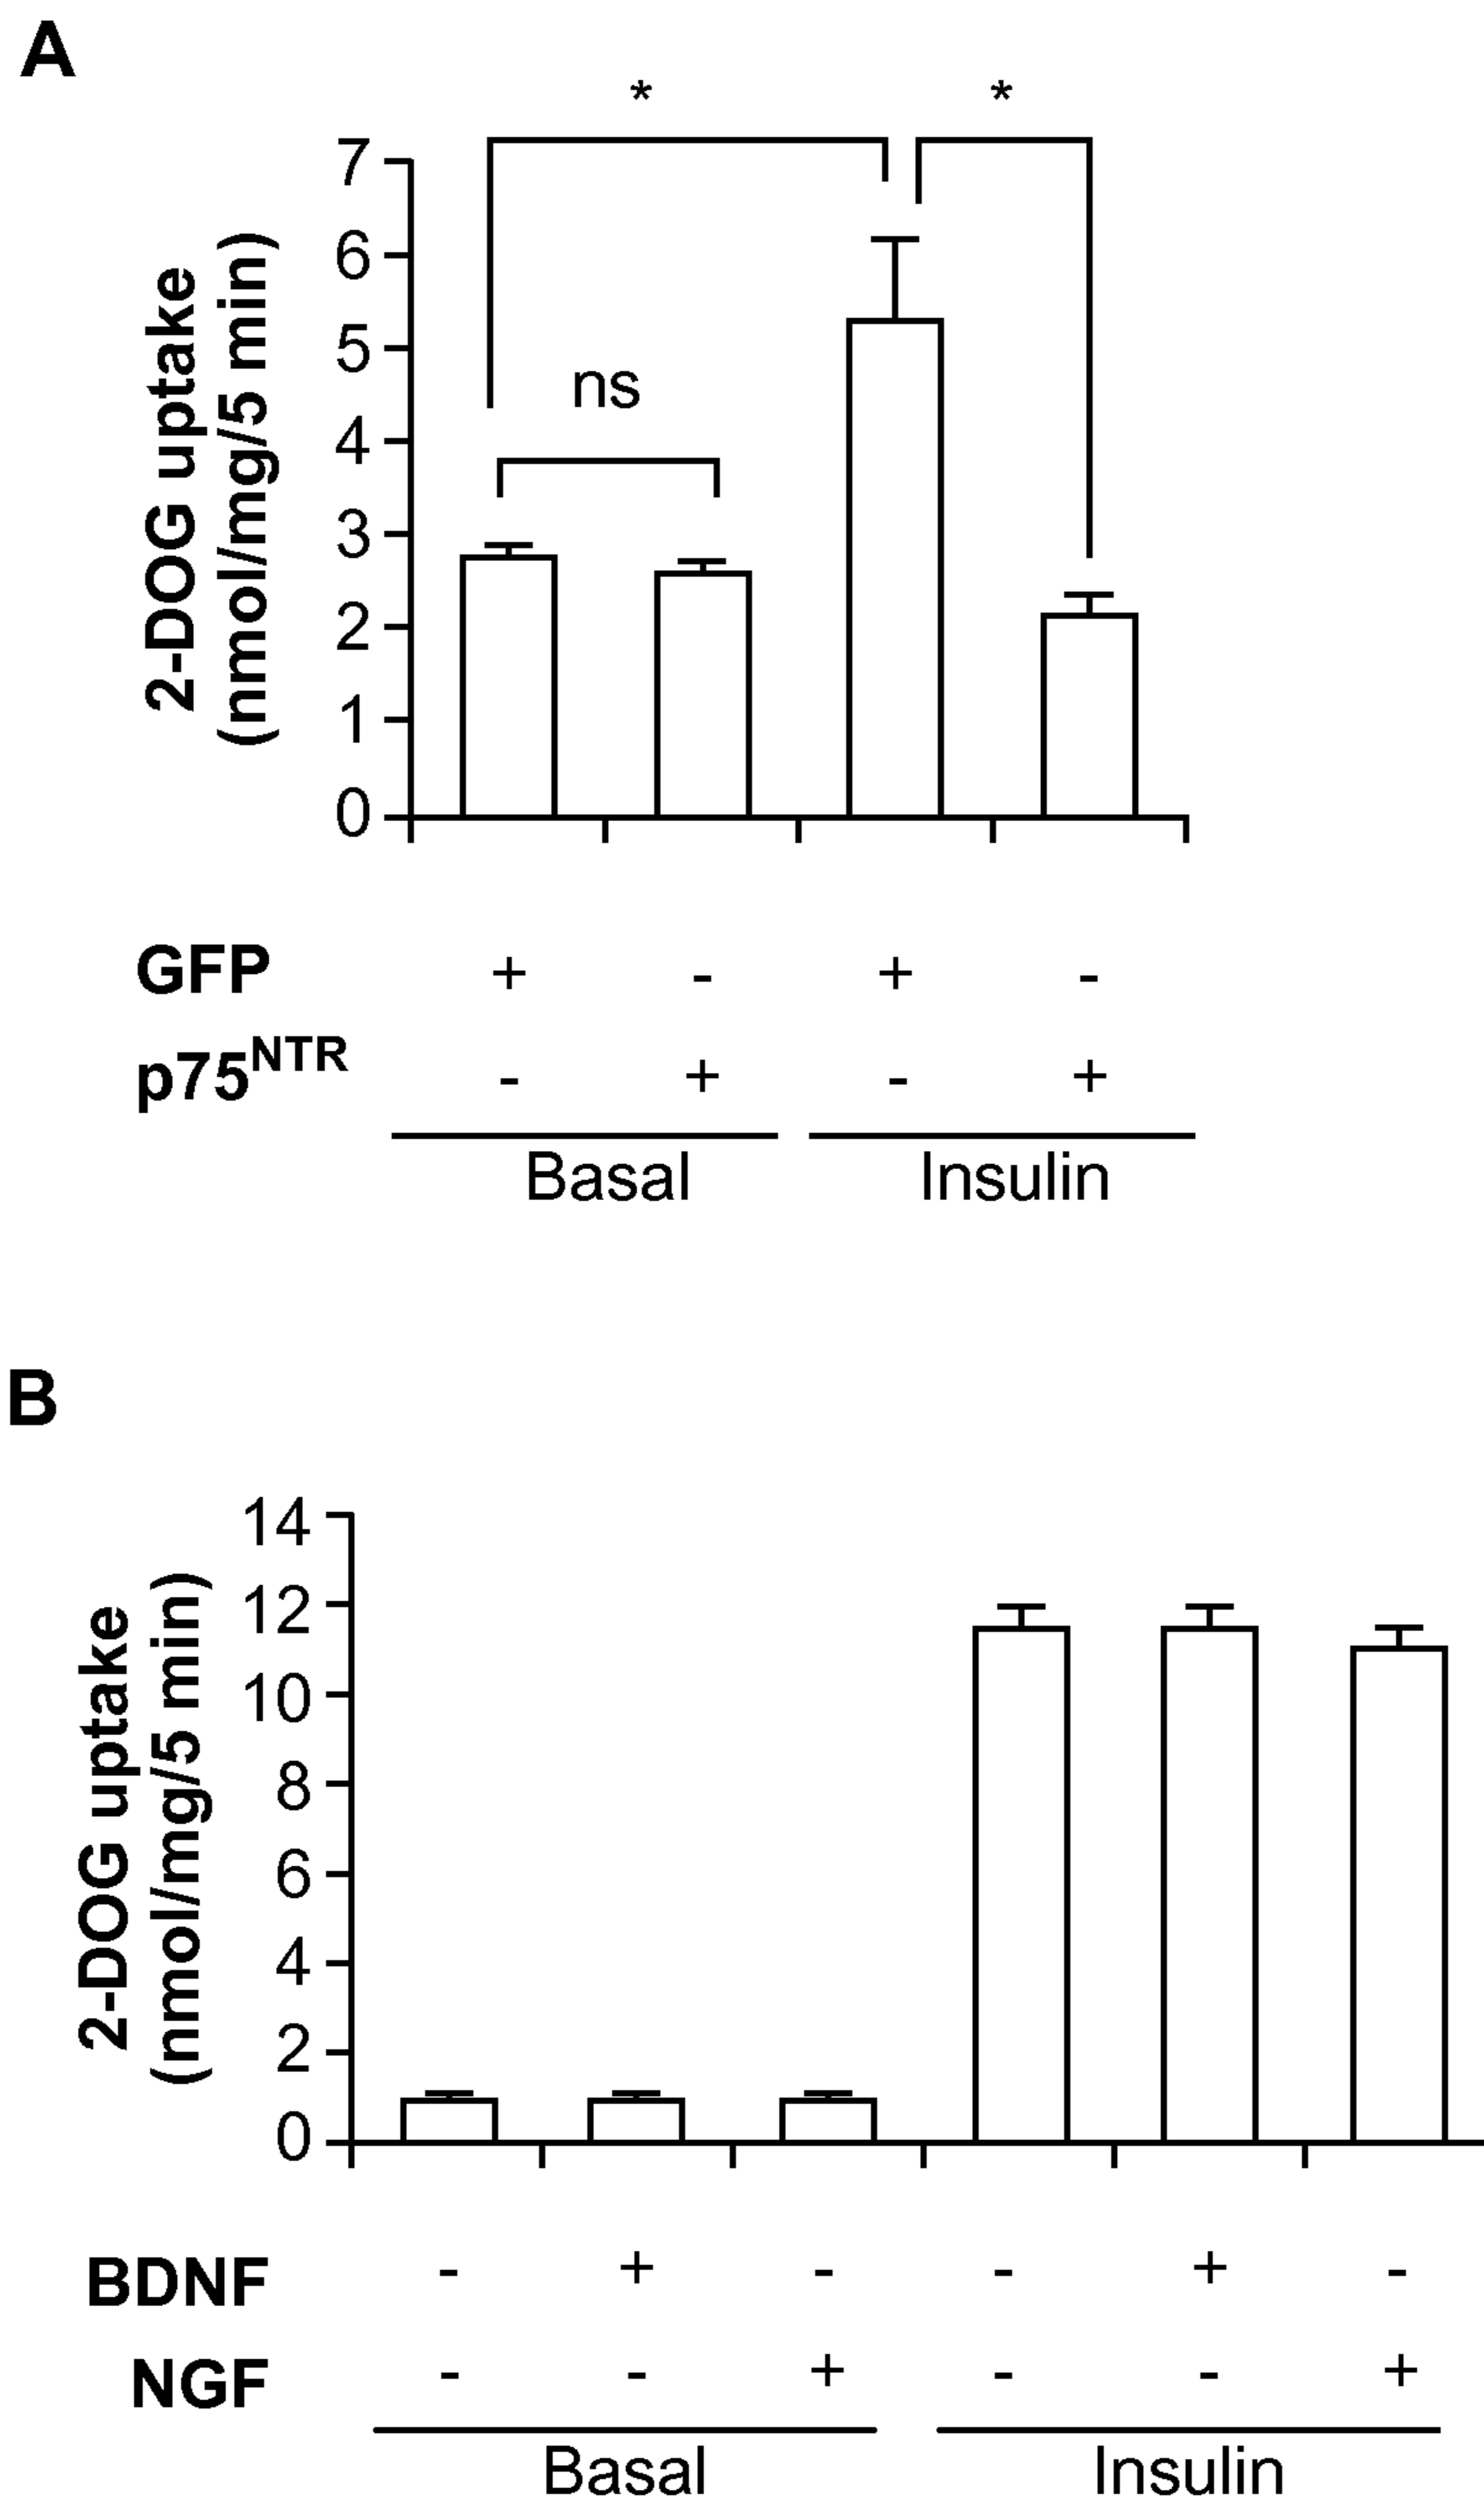 A
* *
2-DOG uptake
(nmol/mg/5 min)
7
6
5
4
3
2
1
0
ns
GFP + - + -
p75NTR - + - +
Basal Insulin
B
2-DOG uptake
(nmol/mg/5 min)
14
12
10
8
6
4
2
0
BDNF - + - - + -
NGF - - + - - +
Basal Insulin